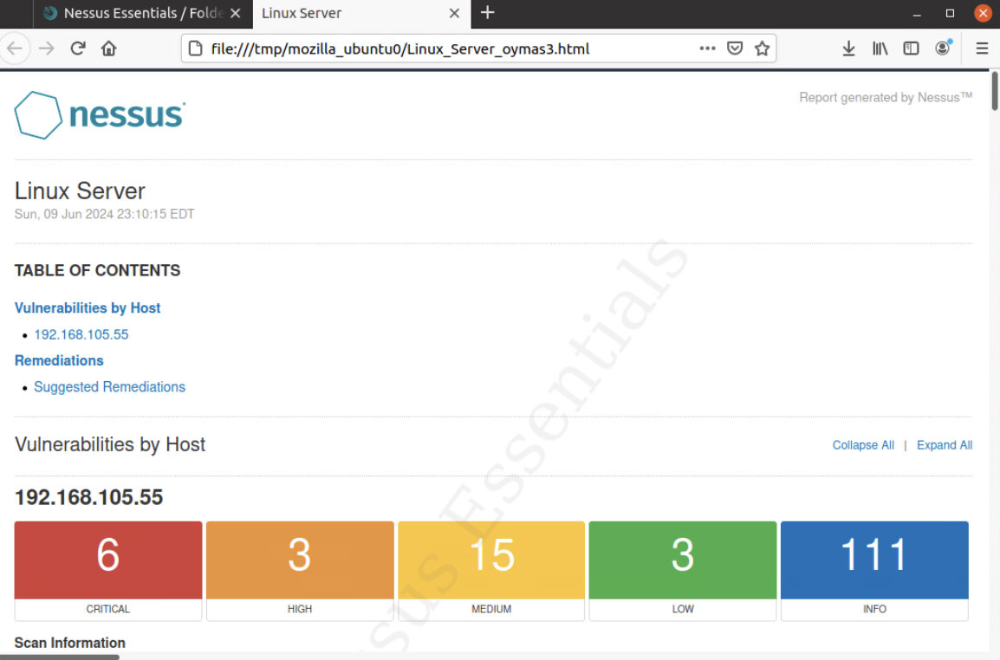 Nessus Essentials / Folde
Linux Server
file:///tmp/mozilla_ubuntu0/Linux_Server_oymas3.html
nessus
Report generated by Nessus™
Linux Server
Sun, 09 Jun 2024 23:10:15 EDT
TABLE OF CONTENTS
Vulnerabilities by Host
• 192.168.105.55
Remediations
• Suggested Remediations
Vulnerabilities by Host
Collapse All | Expand All
192.168.105.55
6 3 15 3 111
CRITICAL HIGH MEDIUM LOW INFO
Scan Information
sus Essentials